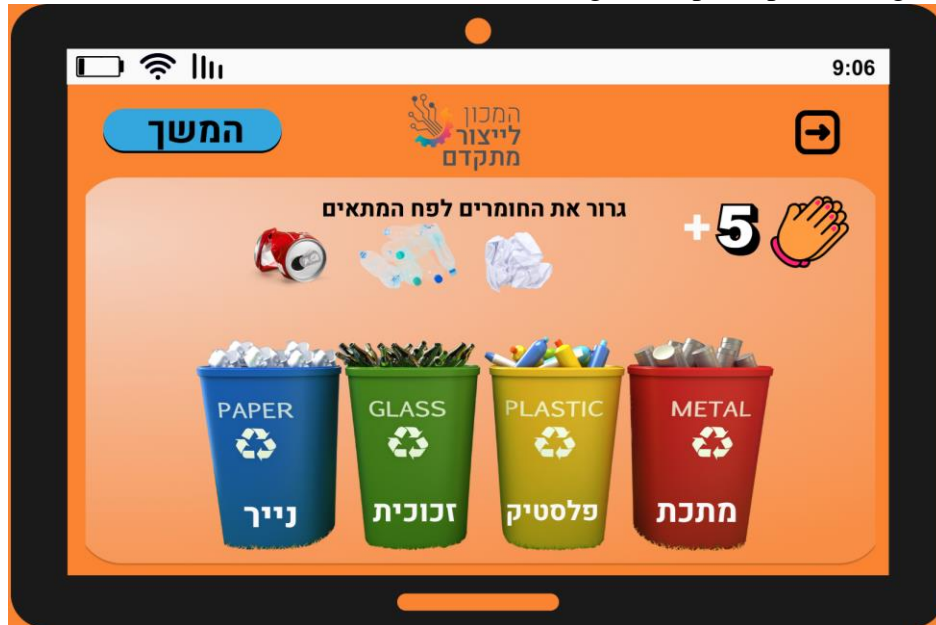 9:06
המשך
המכון
לייצור
מתקדם
גרור את החומרים לפח המתאים
+5
PAPER
GLASS
PLASTIC
METAL
נייר
זכוכית
פלסטיק
מתכת